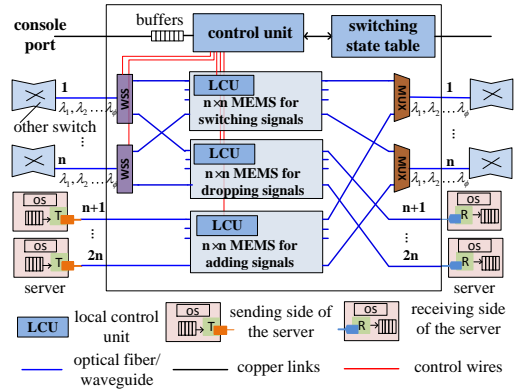 console
port
buffers
control unit
switching
state table
1
λ1, λ2 ... λϕ
other switch
n
λ1, λ2 ... λϕ
WSS
WSS
LCU
n×n MEMS for
switching signals
LCU
n×n MEMS for
dropping signals
LCU
n×n MEMS for
adding signals
MUX
MUX
1
λ1, λ2 ... λϕ
n
λ1, λ2 ... λϕ
OS
T
n+1
OS
T
2n
server
n+1
OS
R
2n
OS
R
server
LCU
local control
unit
OS
T
sending side of
the server
OS
R
receiving side
of the server
optical fiber/
waveguide
copper links
control wires